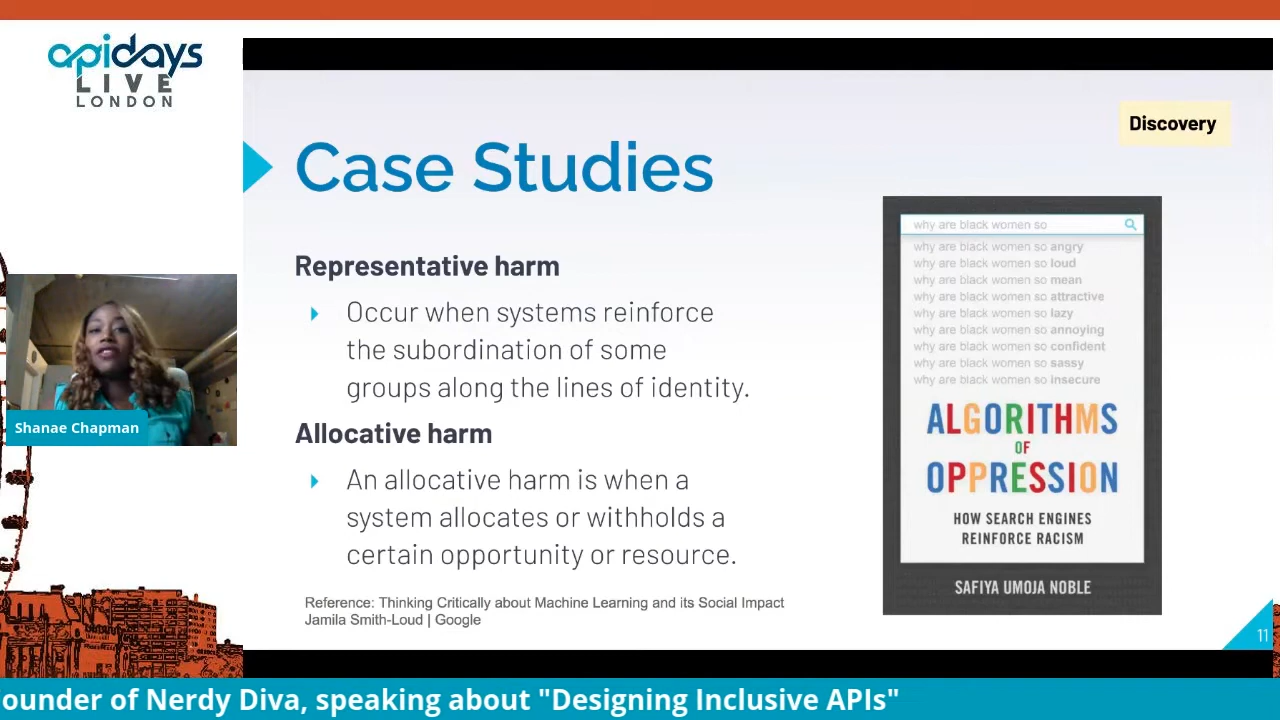 apidays
LIVE
LONDON
Discovery
Case Studies
Representative harm
Occur when systems reinforce
the subordination of some
groups along the lines of identity.
Allocative harm
An allocative harm is when a
system allocates or withholds a
certain opportunity or resource.
Reference: Thinking Critically about Machine Learning and its Social Impact
Jamila Smith-Loud | Google
why are black women so
why are black women so angry
why are black women so loud
why are black women so mean
why are black women so attractive
why are black women so lazy
why are black women so annoying
why are black women so confident
why are black women so sassy
why are black women so insecure
ALGORITHMS
OF
OPPRESSION
HOW SEARCH ENGINES
REINFORCE RACISM
SAFIYA UMOJA NOBLE
11
Shanae Chapman
ounder of Nerdy Diva, speaking about "Designing Inclusive APIs"